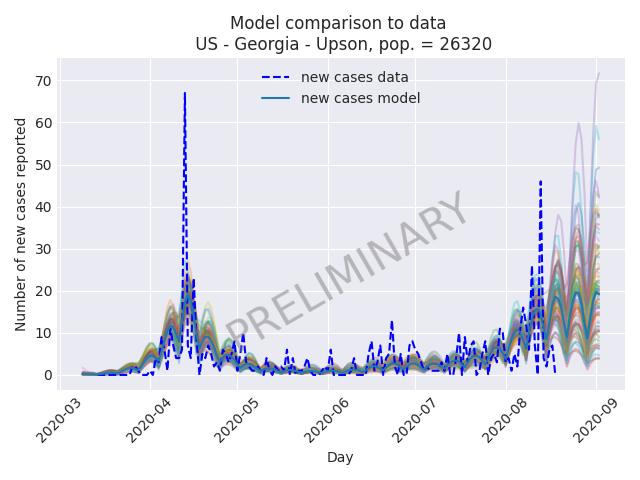 Model comparison to data
US - Georgia - Upson, pop. = 26320
new cases data
new cases model
PRELIMINARY
Number of new cases reported
70
60
50
40
30
20
10
0
2020-03
2020-04
2020-05
2020-06
2020-07
2020-08
2020-09
Day